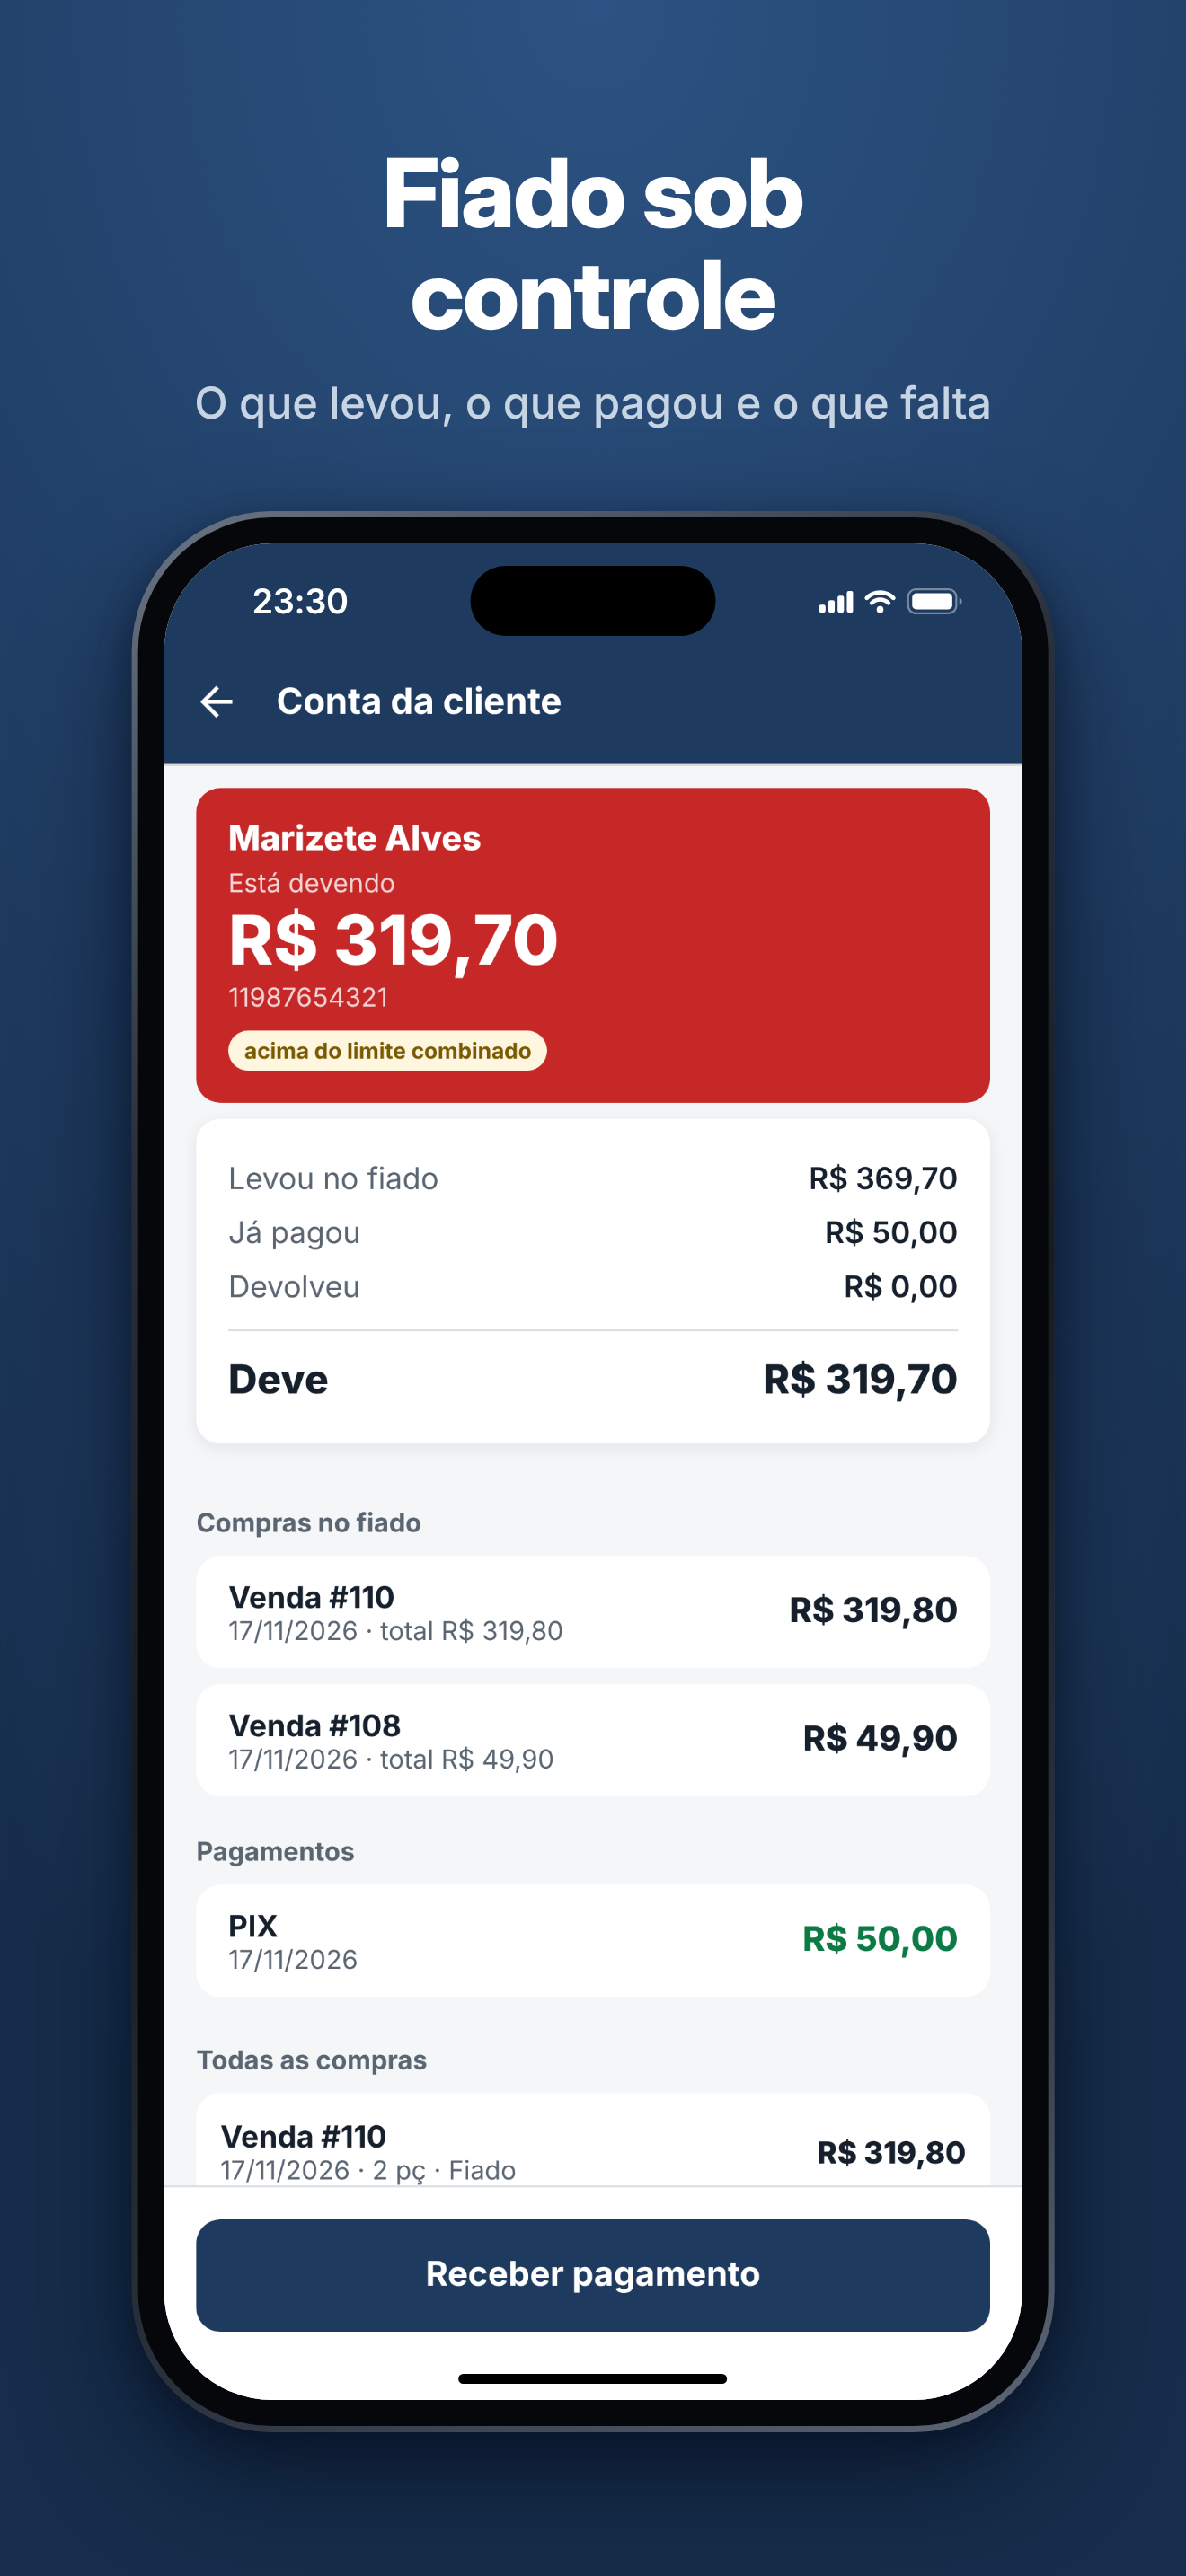 Fiado sob
controle
O que levou, o que pagou e o que falta
23:30
Conta da cliente
Marizete Alves
Está devendo
R$ 319,70
11987654321
acima do limite combinado
Levou no fiado R$ 369,70
Já pagou R$ 50,00
Devolveu R$ 0,00
Deve R$ 319,70
Compras no fiado
Venda #110
17/11/2026 · total R$ 319,80
R$ 319,80
Venda #108
17/11/2026 · total R$ 49,90
R$ 49,90
Pagamentos
PIX
17/11/2026
R$ 50,00
Todas as compras
Venda #110
17/11/2026 · 2 pç · Fiado
R$ 319,80
Receber pagamento